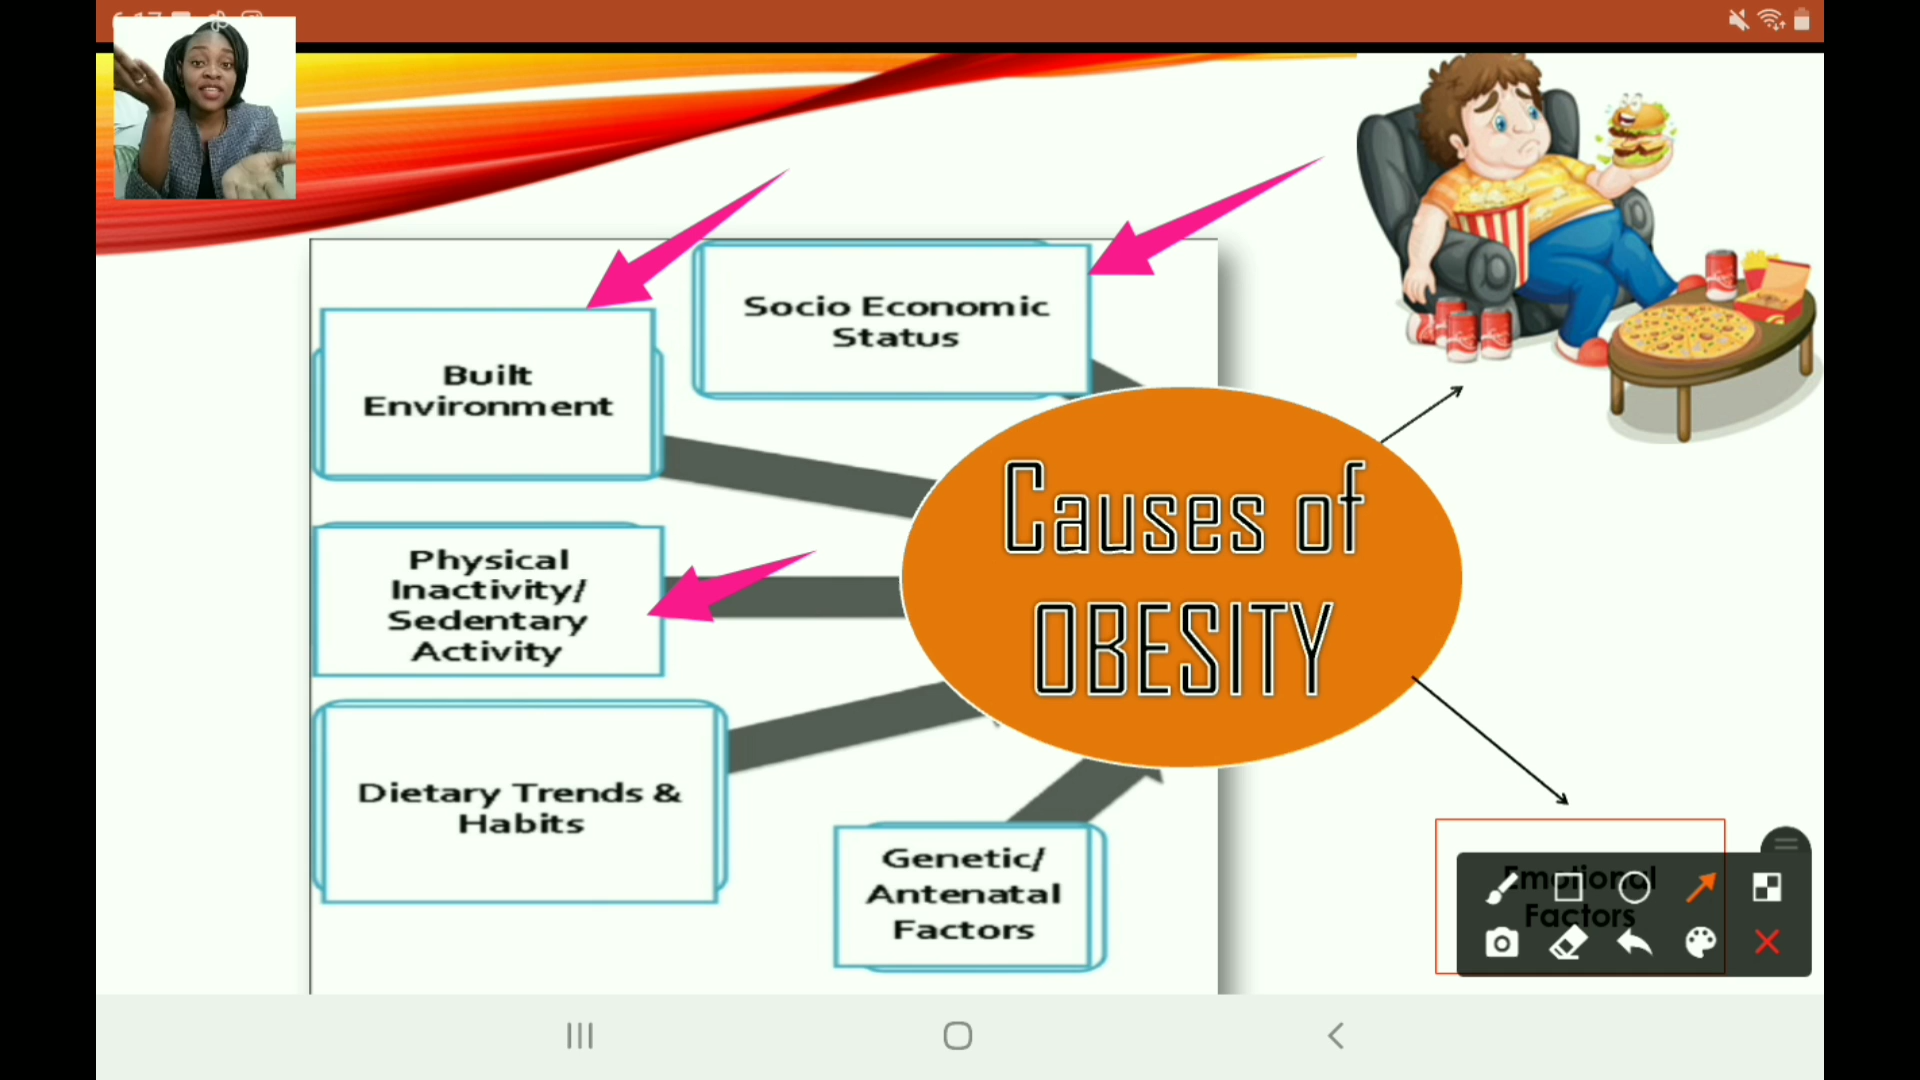 Socio Economic
Status
Built
Environment
Causes of
OBESITY
Physical
Inactivity/
Sedentary
Activity
Dietary Trends &
Habits
Genetic/
Antenatal
Factors
Emotional
Factors